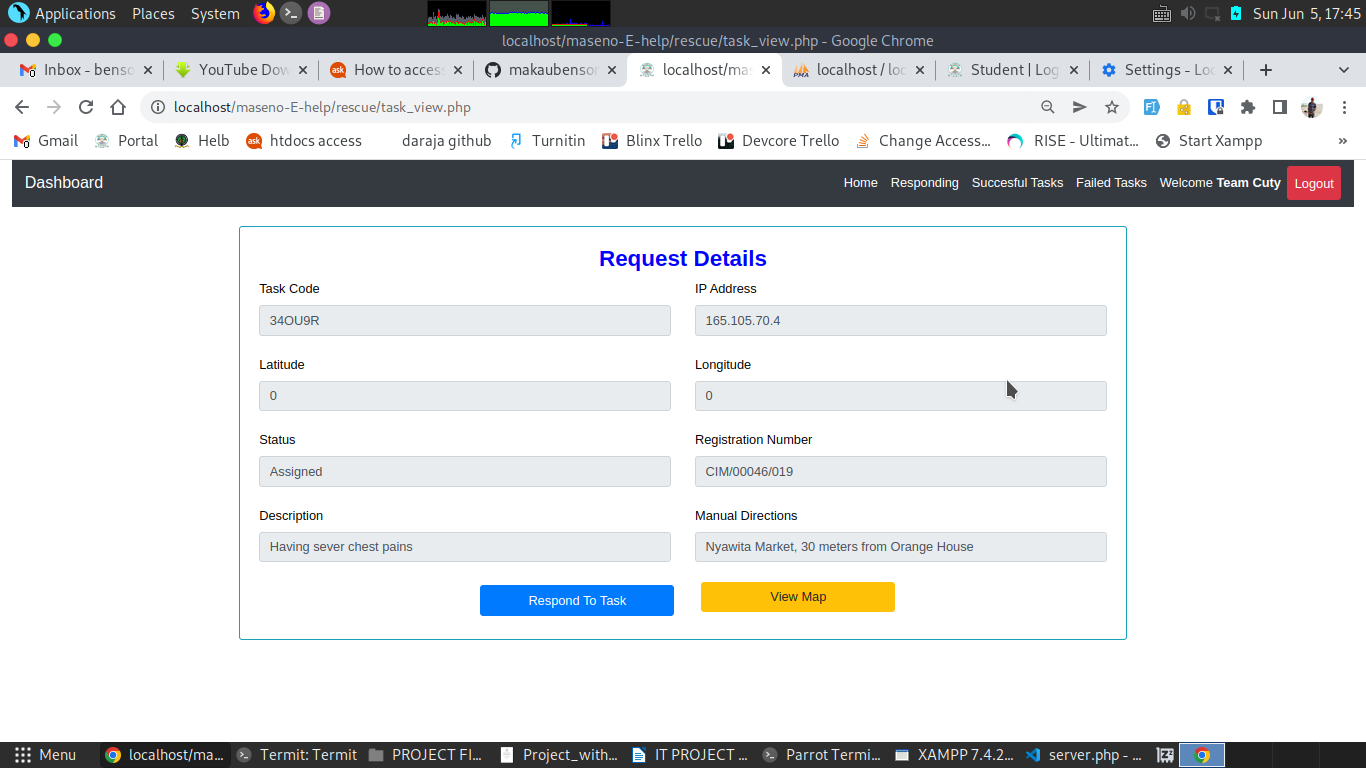 Applications Places System Sun Jun 5, 17:45
localhost/maseno-E-help/rescue/task_view.php - Google Chrome
Inbox - benso YouTube Dow How to acces makaubensor localhost/mas localhost / loc Student | Log Settings - Loc
localhost/maseno-E-help/rescue/task_view.php
Gmail Portal Helb htdocs access daraja github Turnitin Blinx Trello Devcore Trello Change Access... RISE - Ultimat... Start Xampp »
Dashboard Home Responding Succesful Tasks Failed Tasks Welcome Team Cuty Logout
Request Details
Task Code IP Address
34OU9R 165.105.70.4
Latitude Longitude
0 0
Status Registration Number
Assigned CIM/00046/019
Description Manual Directions
Having sever chest pains Nyawita Market, 30 meters from Orange House
Respond To Task View Map
Menu localhost/ma... Termit: Termit PROJECT FI... Project_with... IT PROJECT ... Parrot Termi... XAMPP 7.4.2... server.php - ...